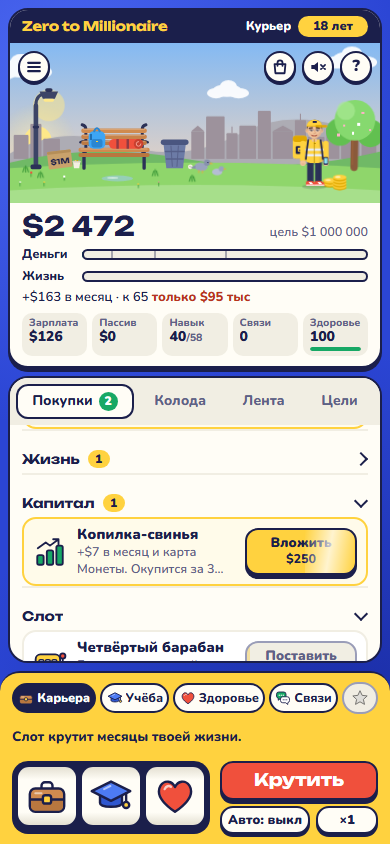 Zero to Millionaire
Курьер
18 лет
?
$1M
$2 472
цель $1 000 000
Деньги
Жизнь
+$163 в месяц · к 65 только $95 тыс
Зарплата
$126
Пассив
$0
Навык
40/58
Связи
0
Здоровье
100
Покупки 2
Колода
Лента
Цели
Жизнь 1
Капитал 1
Копилка-свинья
+$7 в месяц и карта
Монеты. Окупится за 3...
Вложить
$250
Слот
Четвёртый барабан
Поставить
Карьера
Учёба
Здоровье
Связи
Слот крутит месяцы твоей жизни.
Крутить
Авто: выкл
×1